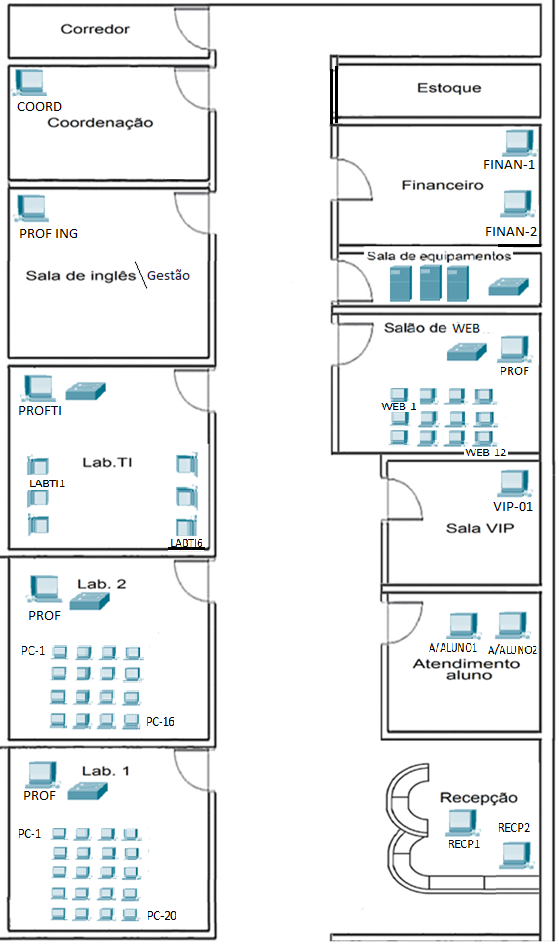 Corredor
COORD
Coordenação
PROF ING
Sala de inglês\Gestão
PROFTI
Lab.TI
LABTI1
LABTI6
Lab. 2
PROF
PC-1
PC-16
Lab. 1
PROF
PC-1
PC-20
Estoque
FINAN-1
Financeiro
FINAN-2
Sala de equipamentos
Salão de WEB
PROF
WEB-1
WEB-12
VIP-01
Sala VIP
A/ALUNO1 A/ALUNO2
Atendimento
aluno
Recepção
RECP1
RECP2